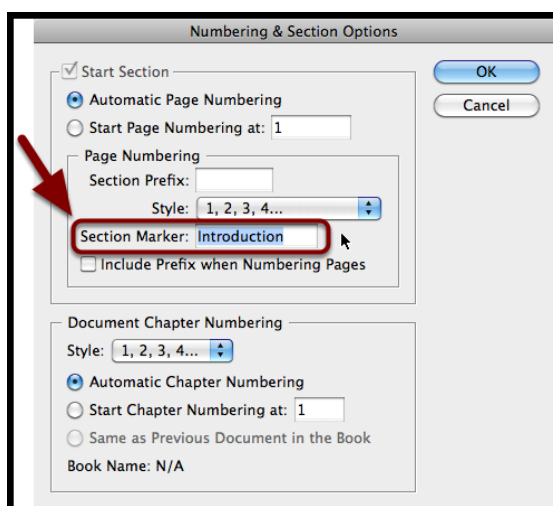 Numbering & Section Options
Start Section
OK
Automatic Page Numbering
Cancel
Start Page Numbering at: 1
Page Numbering
Section Prefix:
Style: 1, 2, 3, 4...
Section Marker: Introduction
Include Prefix when Numbering Pages
Document Chapter Numbering
Style: 1, 2, 3, 4...
Automatic Chapter Numbering
Start Chapter Numbering at: 1
Same as Previous Document in the Book
Book Name: N/A